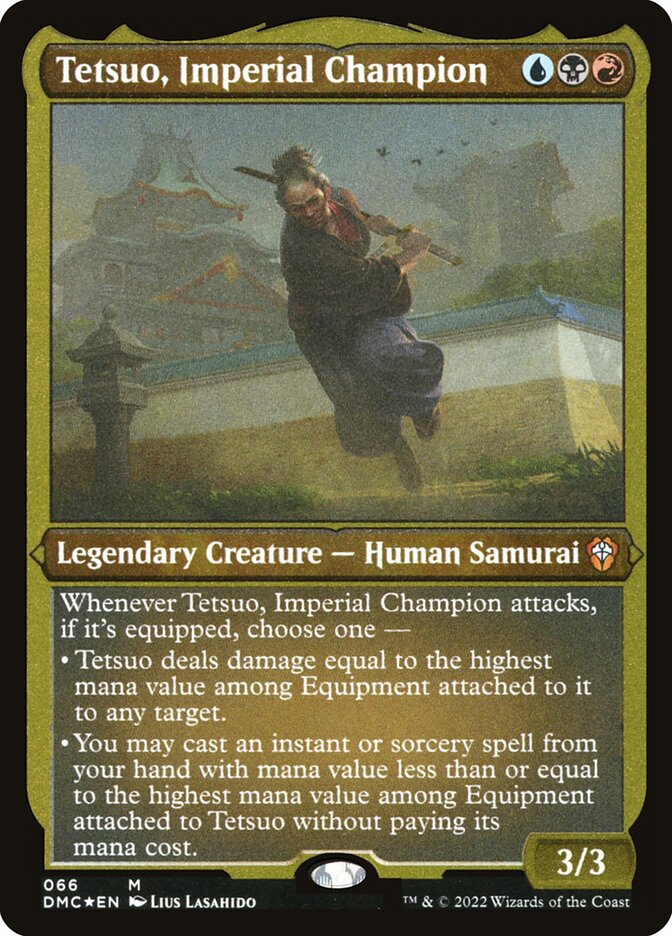 Tetsuo, Imperial Champion
Legendary Creature — Human Samurai
Whenever Tetsuo, Imperial Champion attacks,
if it's equipped, choose one —
• Tetsuo deals damage equal to the highest
mana value among Equipment attached to it
to any target.
• You may cast an instant or sorcery spell from
your hand with mana value less than or equal
to the highest mana value among Equipment
attached to Tetsuo without paying its
mana cost.
3/3
066 M
DMC★EN Lius Lasahido
™ & © 2022 Wizards of the Coast